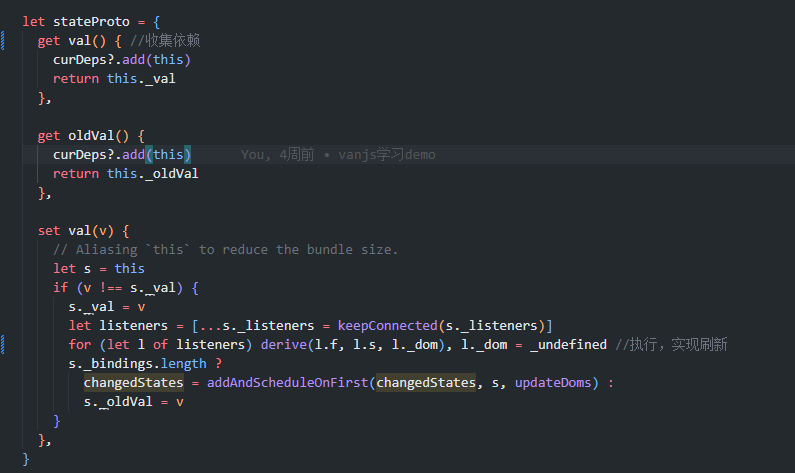 let stateProto = {
  get val() { //收集依赖
    curDeps?.add(this)
    return this._val
  },

  get oldVal() {
    curDeps?.add(this)        You, 4周前 • vanjs学习demo
    return this._oldVal
  },

  set val(v) {
    // Aliasing `this` to reduce the bundle size.
    let s = this
    if (v !== s._val) {
      s._val = v
      let listeners = [...s._listeners = keepConnected(s._listeners)]
      for (let l of listeners) derive(l.f, l.s, l._dom), l._dom = _undefined //执行，实现刷新
      s._bindings.length ?
        changedStates = addAndScheduleOnFirst(changedStates, s, updateDoms) :
        s._oldVal = v
    }
  },
}